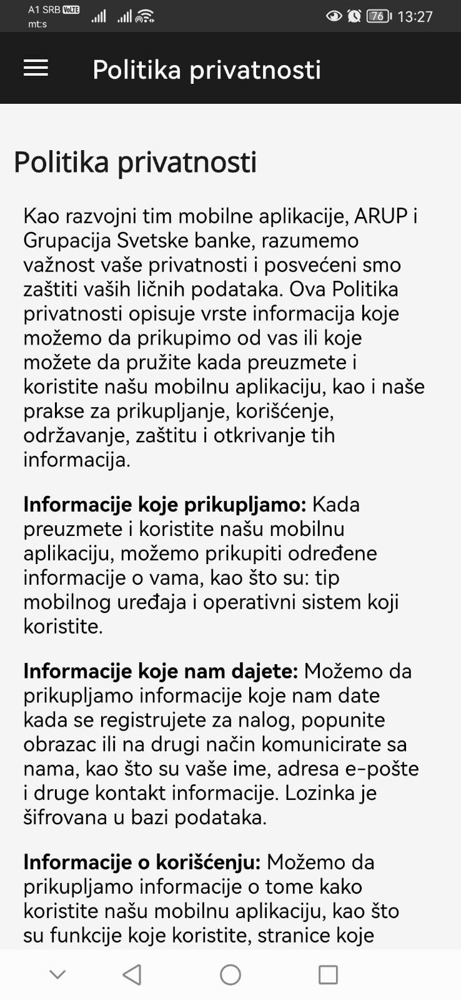 A1 SRB VoLTE
mt:s
76
13:27
Politika privatnosti
Politika privatnosti
Kao razvojni tim mobilne aplikacije, ARUP i
Grupacija Svetske banke, razumemo
važnost vaše privatnosti i posvećeni smo
zaštiti vaših ličnih podataka. Ova Politika
privatnosti opisuje vrste informacija koje
možemo da prikupimo od vas ili koje
možete da pružite kada preuzmete i
koristite našu mobilnu aplikaciju, kao i naše
prakse za prikupljanje, korišćenje,
održavanje, zaštitu i otkrivanje tih
informacija.
Informacije koje prikupljamo: Kada
preuzmete i koristite našu mobilnu
aplikaciju, možemo prikupiti određene
informacije o vama, kao što su: tip
mobilnog uređaja i operativni sistem koji
koristite.
Informacije koje nam dajete: Možemo da
prikupljamo informacije koje nam date
kada se registrujete za nalog, popunite
obrazac ili na drugi način komunicirate sa
nama, kao što su vaše ime, adresa e-pošte
i druge kontakt informacije. Lozinka je
šifrovana u bazi podataka.
Informacije o korišćenju: Možemo da
prikupljamo informacije o tome kako
koristite našu mobilnu aplikaciju, kao što
su funkcije koje koristite, stranice koje